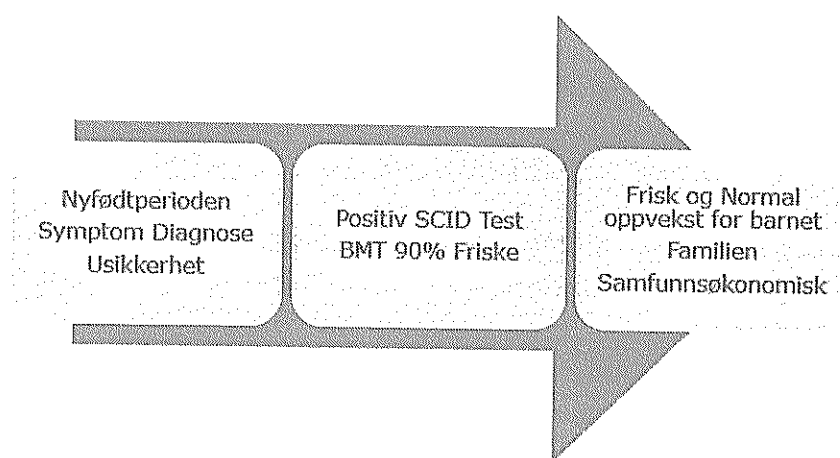 Nyfødtperioden
Symptom Diagnose
Usikkerhet
Positiv SCID Test
BMT 90% Friske
Frisk og Normal
oppvekst for barnet
Familien
Samfunnsøkonomisk